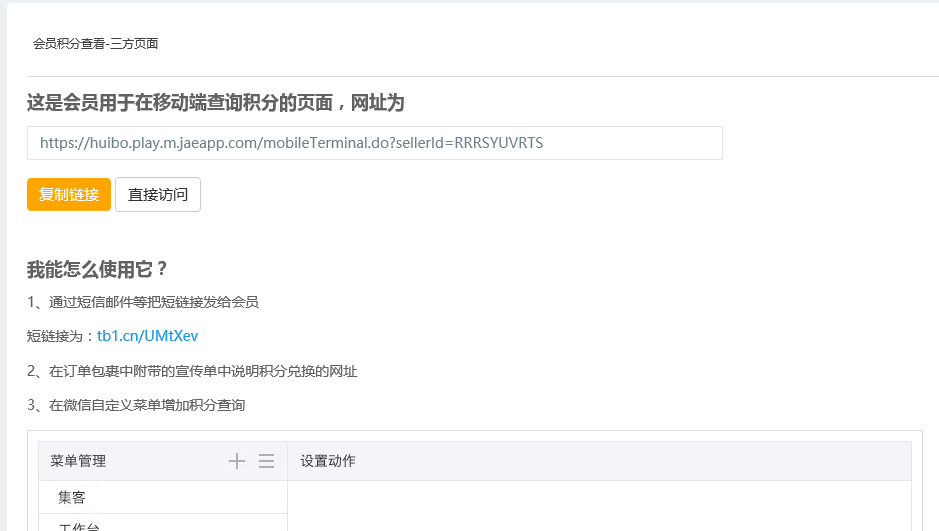 会员积分查看-三方页面
这是会员用于在移动端查询积分的页面，网址为
https://huibo.play.m.jaeapp.com/mobileTerminal.do?sellerId=RRRSYUVRTS
复制链接 直接访问
我能怎么使用它？
1、通过短信邮件等把短链接发给会员
短链接为：tb1.cn/UMtXev
2、在订单包裹中附带的宣传单中说明积分兑换的网址
3、在微信自定义菜单增加积分查询
菜单管理 设置动作
集客
工作台